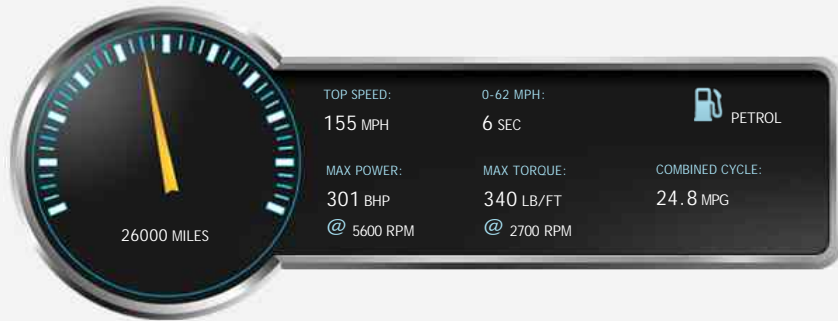 TOP SPEED:
155 MPH
0-62 MPH:
6 SEC
PETROL
MAX POWER:
301 BHP
@ 5600 RPM
MAX TORQUE:
340 LB/FT
@ 2700 RPM
COMBINED CYCLE:
24.8 MPG
26000 MILES